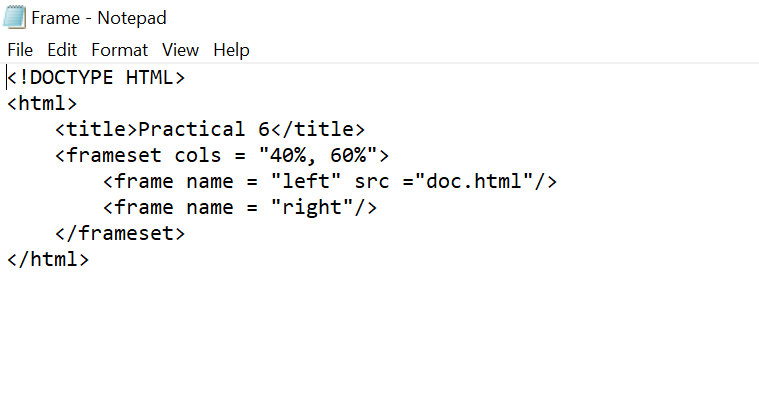 Frame - Notepad
File Edit Format View Help
<!DOCTYPE HTML>
<html>
    <title>Practical 6</title>
    <frameset cols = "40%, 60%">
        <frame name = "left" src ="doc.html"/>
        <frame name = "right"/>
    </frameset>
</html>